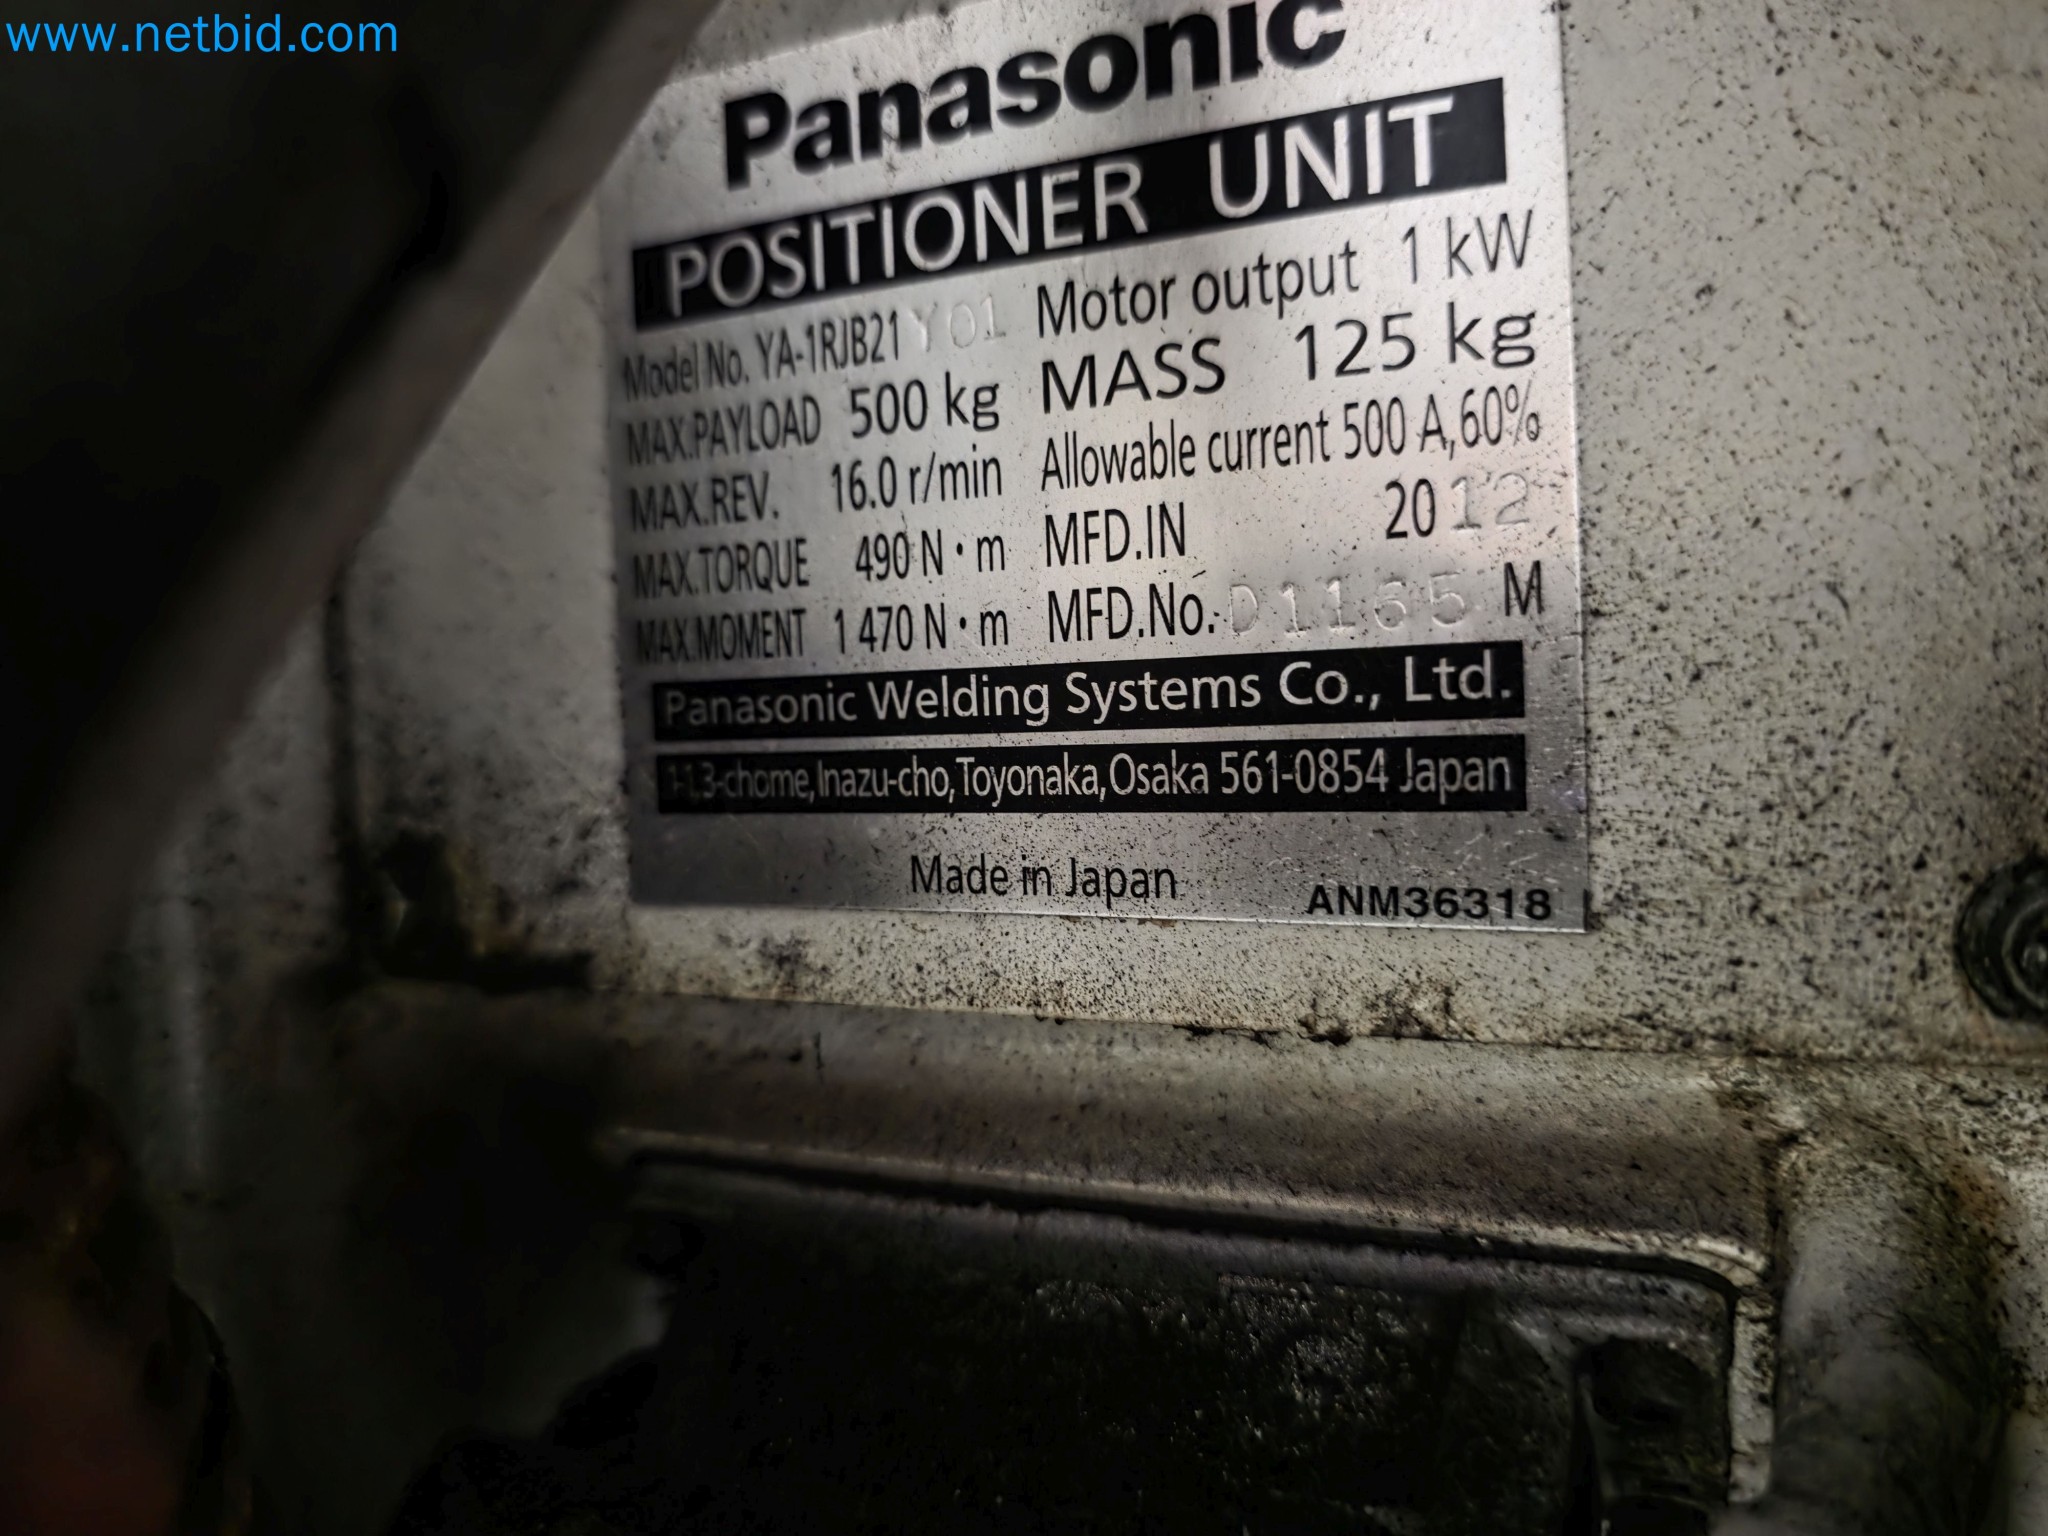 www.netbid.com
Panasonic
POSITIONER UNIT
Model No. YA-1RJB21 Y01 Motor output 1 kW
MAX.PAYLOAD 500 kg MASS 125 kg
MAX.REV. 16.0 r/min Allowable current 500 A,60%
MAX.TORQUE 490 N·m MFD.IN 2012
MAX.MOMENT 1 470 N·m MFD.No. D1165 M
Panasonic Welding Systems Co., Ltd.
1-1,3-chome,Inazu-cho,Toyonaka,Osaka 561-0854 Japan
Made in Japan ANM36318